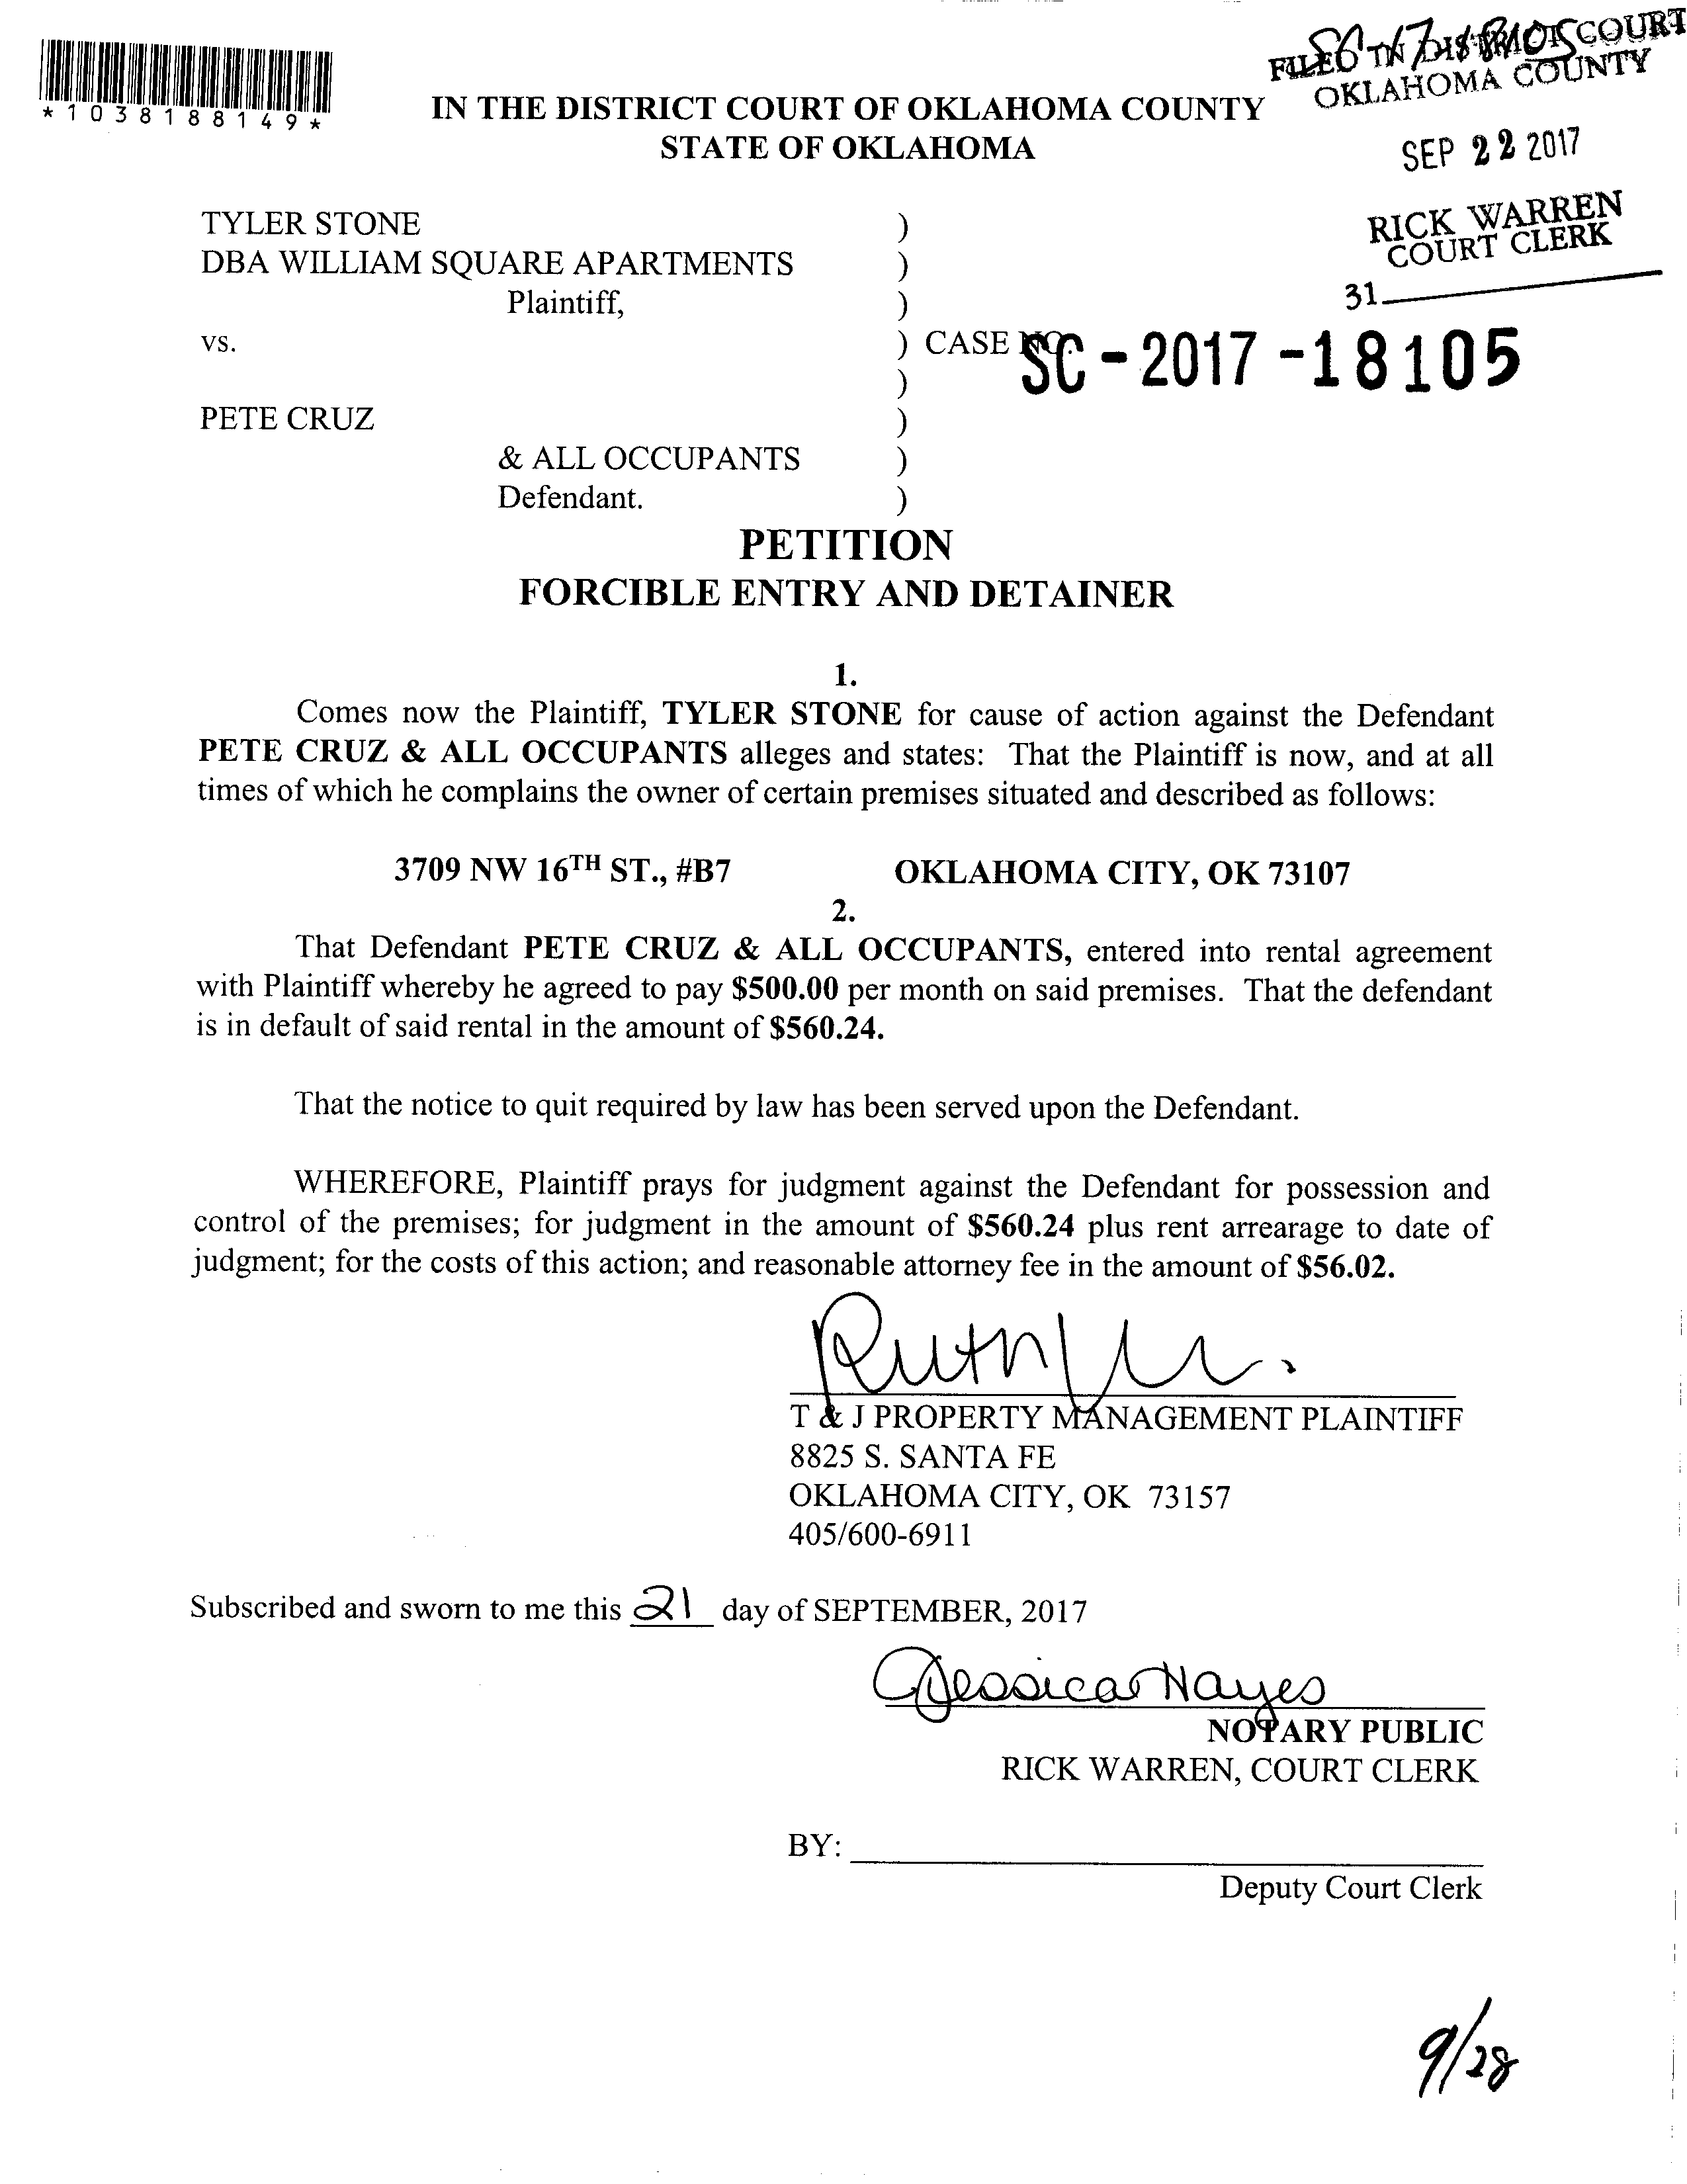 *1038188149*
SC-17-18105
FILED IN DISTRICT COURT
OKLAHOMA COUNTY
SEP 22 2017
RICK WARREN
COURT CLERK
31
IN THE DISTRICT COURT OF OKLAHOMA COUNTY
STATE OF OKLAHOMA
TYLER STONE )
DBA WILLIAM SQUARE APARTMENTS )
Plaintiff, )
vs. ) CASE NO. SC-2017-18105
)
PETE CRUZ )
& ALL OCCUPANTS )
Defendant. )
PETITION
FORCIBLE ENTRY AND DETAINER
1.
Comes now the Plaintiff, TYLER STONE for cause of action against the Defendant
PETE CRUZ & ALL OCCUPANTS alleges and states: That the Plaintiff is now, and at all
times of which he complains the owner of certain premises situated and described as follows:
3709 NW 16TH ST., #B7 OKLAHOMA CITY, OK 73107
2.
That Defendant PETE CRUZ & ALL OCCUPANTS, entered into rental agreement
with Plaintiff whereby he agreed to pay $500.00 per month on said premises. That the defendant
is in default of said rental in the amount of $560.24.
That the notice to quit required by law has been served upon the Defendant.
WHEREFORE, Plaintiff prays for judgment against the Defendant for possession and
control of the premises; for judgment in the amount of $560.24 plus rent arrearage to date of
judgment; for the costs of this action; and reasonable attorney fee in the amount of $56.02.
Ruth
T & J PROPERTY MANAGEMENT PLAINTIFF
8825 S. SANTA FE
OKLAHOMA CITY, OK 73157
405/600-6911
Subscribed and sworn to me this 21 day of SEPTEMBER, 2017
Jessica Hayes
NOTARY PUBLIC
RICK WARREN, COURT CLERK
BY:
Deputy Court Clerk
9/28